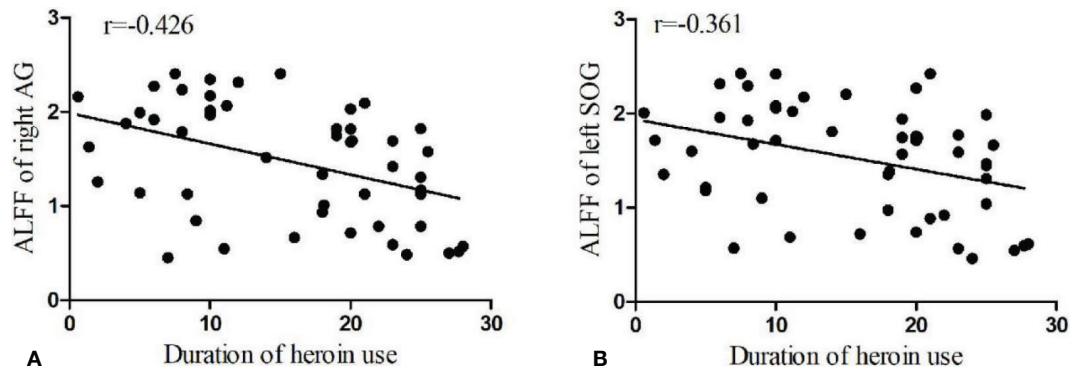 r=-0.426
ALFF of right AG
3
2
1
0
0 10 20 30
Duration of heroin use
A
r=-0.361
ALFF of left SOG
3
2
1
0
0 10 20 30
Duration of heroin use
B